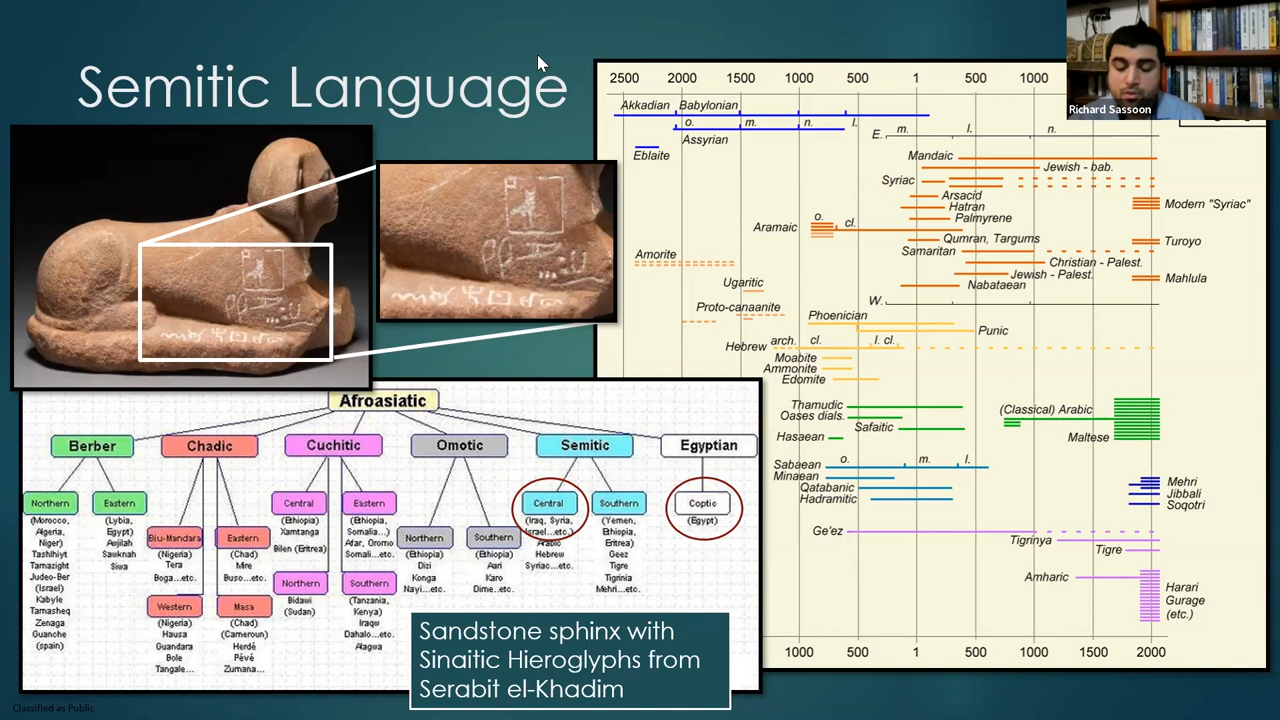 Semitic Language
Richard Sassoon
2500 2000 1500 1000 500 1 500 1000
Akkadian Babylonian
o. m. n. l.
Assyrian
Eblaite
E. m. l. n.
Mandaic
Jewish - bab.
Syriac
Arsacid
Hatran
Modern "Syriac"
Palmyrene
Aramaic o. cl.
Qumran, Targums
Turoyo
Samaritan
Amorite
Christian - Palest.
Jewish - Palest.
Mahlula
Ugaritic
Nabataean
W.
Proto-canaanite
Phoenician
Punic
Hebrew arch. cl. l. cl.
Moabite
Ammonite
Edomite
Thamudic
(Classical) Arabic
Oases dials.
Safaitic
Hasaean
Maltese
Sabaean o. m. l.
Minaean
Qatabanic
Hadramitic
Mehri
Jibbali
Soqotri
Ge'ez
Tigrinya
Tigre
Amharic
Harari
Gurage
(etc.)
1000 500 1 500 1000 1500 2000
Afroasiatic
Berber Chadic Cuchitic Omotic Semitic Egyptian
Northern
(Morocco,
Algeria,
Niger)
Tashlhiyt
Tamazight
Judeo-Ber
(Israel)
Kabyle
Tamasheq
Zenaga
Guanche
(spain)
Eastern
(Lybia,
Egypt)
Awjilah
Sawknah
Siwa
Biu-Mandara
(Nigeria)
Tera
Boga...etc.
Eastern
(Chad)
Mire
Buso...etc.
Western
(Nigeria)
Hausa
Guandara
Bole
Tangale...
Masa
(Chad)
(Cameroun)
Herdé
Pévé
Zumana...
Central
(Ethiopia)
Xamtanga
Bilen (Eritrea)
Eastern
(Ethiopia,
Somalia...)
Afar, Oromo
Somali...etc.
Northern
Bidawi
(Sudan)
Southern
(Tanzania,
Kenya)
Iraqw
Dahalo...etc.
Aasax
Northern
(Ethiopia)
Dizi
Konga
Nayi...etc.
Southern
(Ethiopia)
Aari
Karo
Dime..etc.
Central
(Iraq, Syria,
Israel...etc.
Arabic
Hebrew
Syriac...etc.
Southern
(Yemen,
Ethiopia,
Eritrea)
Geez
Tigre
Tigrinia
Mehri...etc.
Coptic
(Egypt)
Sandstone sphinx with
Sinaitic Hieroglyphs from
Serabit el-Khadim
Classified as Public